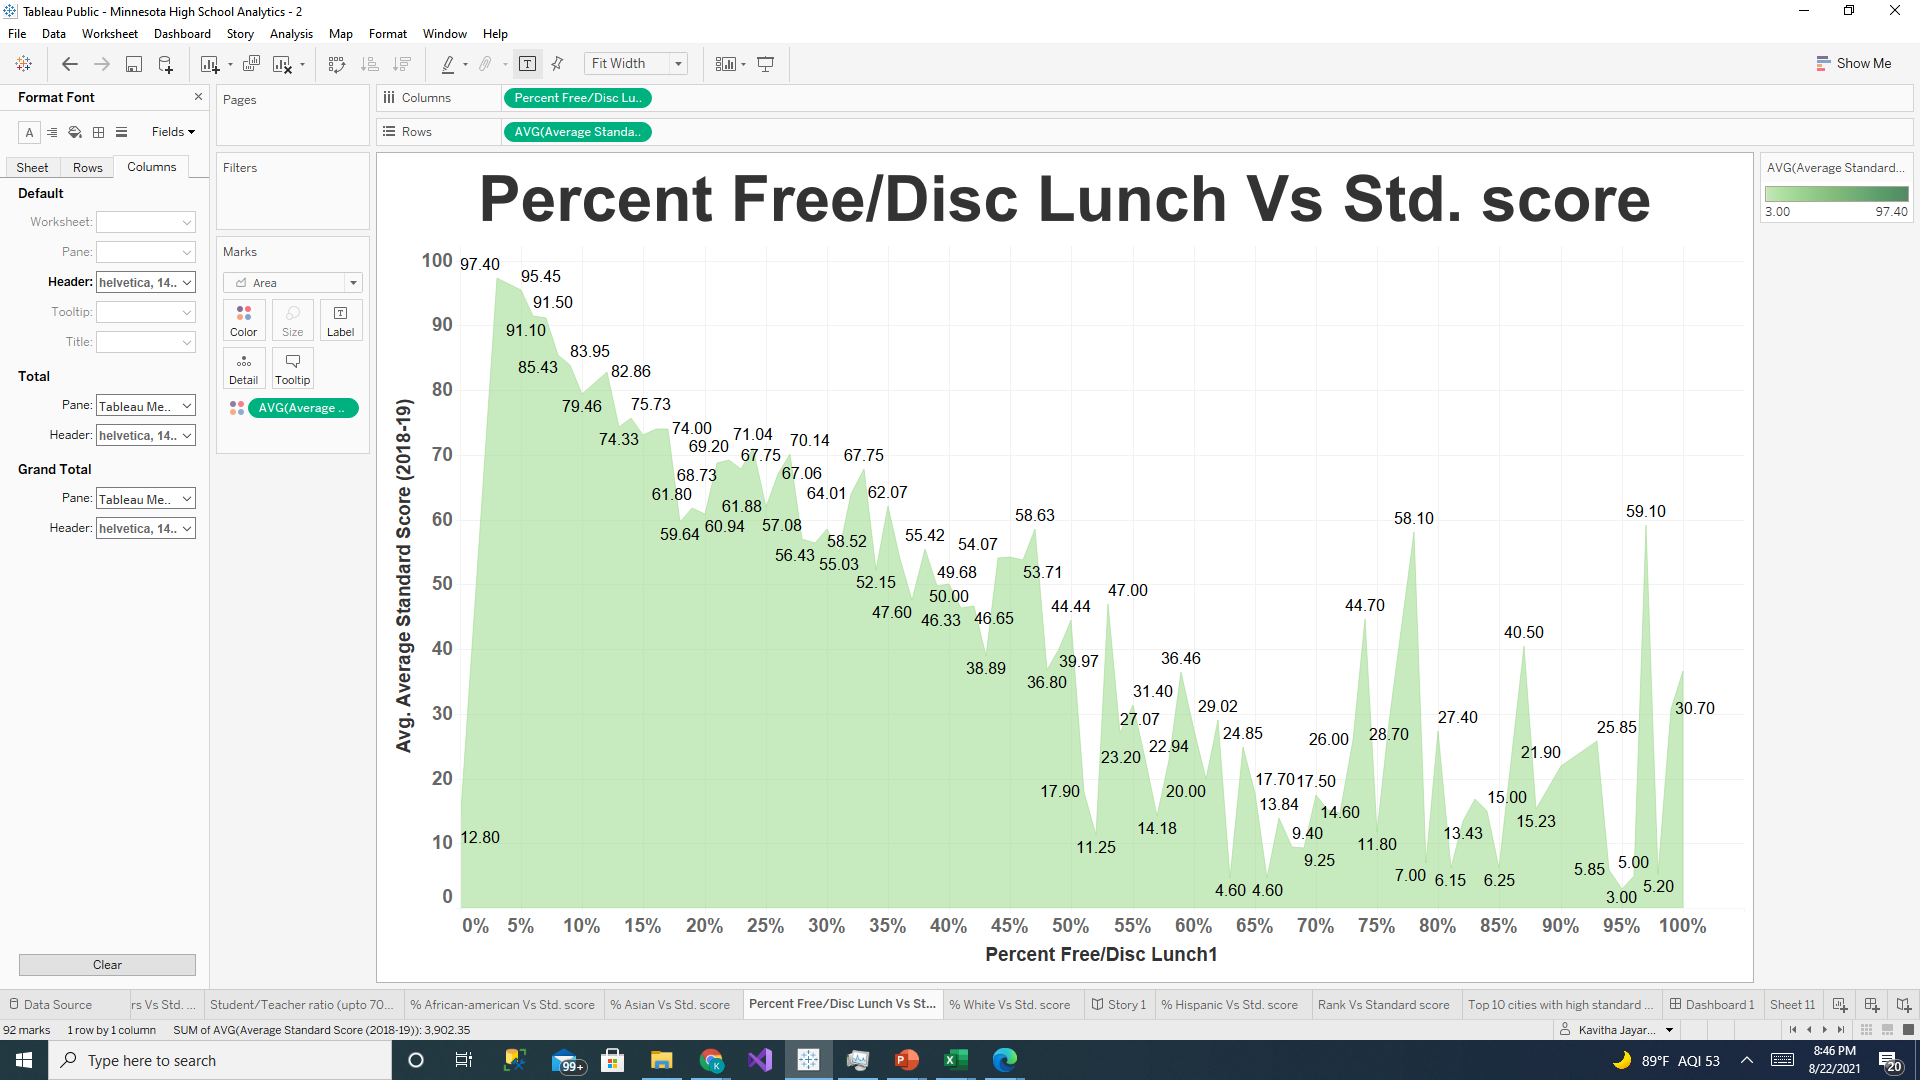 Tableau Public - Minnesota High School Analytics - 2
File Data Worksheet Dashboard Story Analysis Map Format Window Help
Fit Width
Show Me
Format Font
Fields
Sheet Rows Columns
Default
Worksheet:
Pane:
Header: helvetica, 14..
Tooltip:
Title:
Total
Pane: Tableau Me..
Header: helvetica, 14..
Grand Total
Pane: Tableau Me..
Header: helvetica, 14..
Clear
Pages
Filters
Marks
Area
Color Size Label
Detail Tooltip
AVG(Average ..
Columns Percent Free/Disc Lu..
Rows AVG(Average Standa..
Percent Free/Disc Lunch Vs Std. score
AVG(Average Standard...
3.00 97.40
Avg. Average Standard Score (2018-19)
100
90
80
70
60
50
40
30
20
10
0
97.40
95.45
91.50
91.10
83.95
85.43
82.86
79.46
75.73
74.33
74.00
71.04
70.14
69.20
67.75
67.75
68.73
67.06
61.80
64.01
62.07
61.88
58.63
58.10
59.10
60.94
57.08
59.64
55.42
58.52
54.07
56.43
55.03
49.68
53.71
52.15
47.00
50.00
44.44
44.70
47.60
46.33
46.65
40.50
36.46
39.97
38.89
36.80
31.40
29.02
30.70
27.07
27.40
25.85
24.85
28.70
26.00
22.94
21.90
23.20
17.70
17.50
17.90
20.00
15.00
13.84
14.60
15.23
14.18
9.40
13.43
12.80
11.25
11.80
9.25
5.00
5.85
7.00
6.15
6.25
5.20
4.60
4.60
3.00
0% 5% 10% 15% 20% 25% 30% 35% 40% 45% 50% 55% 60% 65% 70% 75% 80% 85% 90% 95% 100%
Percent Free/Disc Lunch1
Data Source rs Vs Std. ... Student/Teacher ratio (upto 70... % African-american Vs Std. score % Asian Vs Std. score Percent Free/Disc Lunch Vs St... % White Vs Std. score Story 1 % Hispanic Vs Std. score Rank Vs Standard score Top 10 cities with high standard ... Dashboard 1 Sheet 11
92 marks 1 row by 1 column SUM of AVG(Average Standard Score (2018-19)): 3,902.35 Kavitha Jayar...
Type here to search
99+
K
89°F AQI 53
8:46 PM
8/22/2021
20